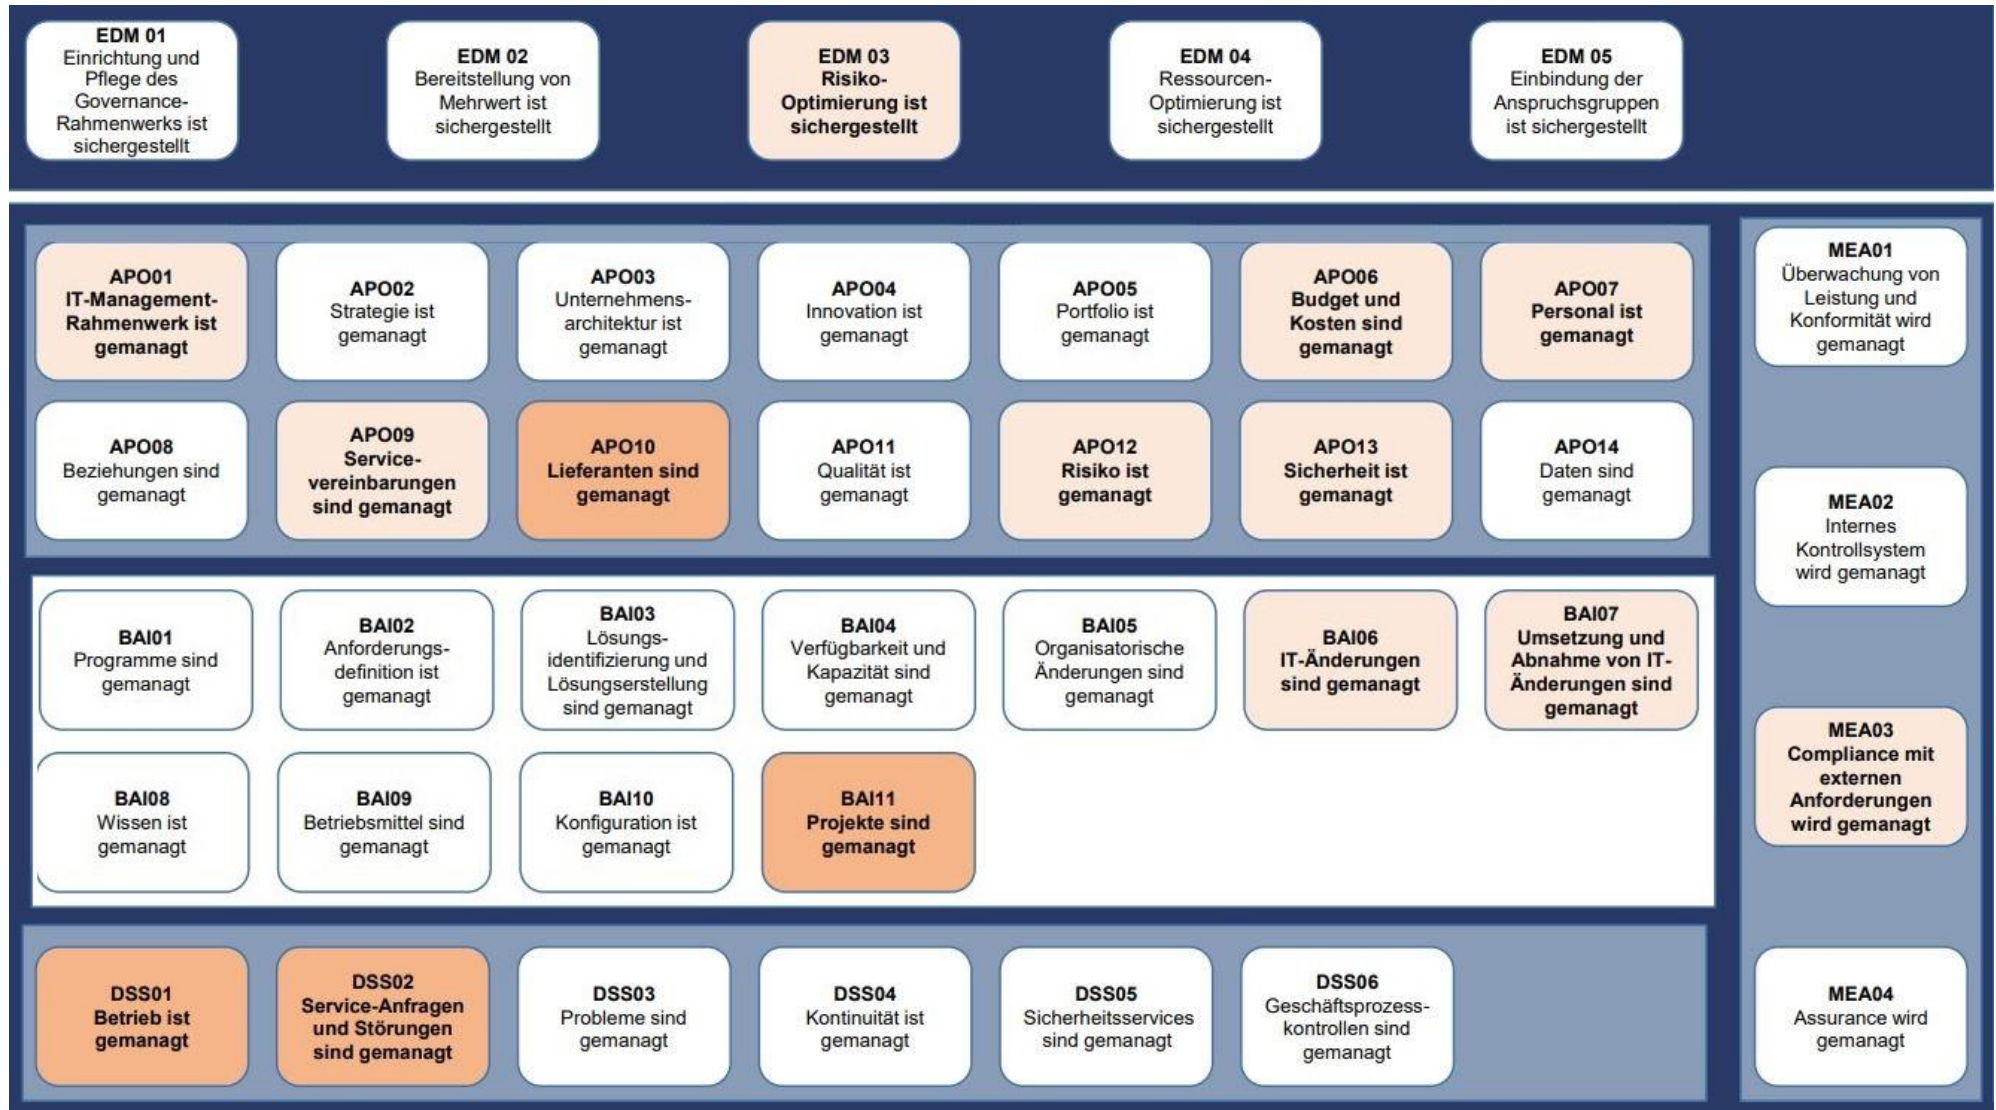 EDM 01
Einrichtung und
Pflege des
Governance-
Rahmenwerks ist
sichergestellt
EDM 02
Bereitstellung von
Mehrwert ist
sichergestellt
EDM 03
Risiko-
Optimierung ist
sichergestellt
EDM 04
Ressourcen-
Optimierung ist
sichergestellt
EDM 05
Einbindung der
Anspruchsgruppen
ist sichergestellt
APO01
IT-Management-
Rahmenwerk ist
gemanagt
APO02
Strategie ist
gemanagt
APO03
Unternehmens-
architektur ist
gemanagt
APO04
Innovation ist
gemanagt
APO05
Portfolio ist
gemanagt
APO06
Budget und
Kosten sind
gemanagt
APO07
Personal ist
gemanagt
APO08
Beziehungen sind
gemanagt
APO09
Service-
vereinbarungen
sind gemanagt
APO10
Lieferanten sind
gemanagt
APO11
Qualität ist
gemanagt
APO12
Risiko ist
gemanagt
APO13
Sicherheit ist
gemanagt
APO14
Daten sind
gemanagt
BAI01
Programme sind
gemanagt
BAI02
Anforderungs-
definition ist
gemanagt
BAI03
Lösungs-
identifizierung und
Lösungserstellung
sind gemanagt
BAI04
Verfügbarkeit und
Kapazität sind
gemanagt
BAI05
Organisatorische
Änderungen sind
gemanagt
BAI06
IT-Änderungen
sind gemanagt
BAI07
Umsetzung und
Abnahme von IT-
Änderungen sind
gemanagt
BAI08
Wissen ist
gemanagt
BAI09
Betriebsmittel sind
gemanagt
BAI10
Konfiguration ist
gemanagt
BAI11
Projekte sind
gemanagt
DSS01
Betrieb ist
gemanagt
DSS02
Service-Anfragen
und Störungen
sind gemanagt
DSS03
Probleme sind
gemanagt
DSS04
Kontinuität ist
gemanagt
DSS05
Sicherheitsservices
sind gemanagt
DSS06
Geschäftsprozess-
kontrollen sind
gemanagt
MEA01
Überwachung von
Leistung und
Konformität wird
gemanagt
MEA02
Internes
Kontrollsystem
wird gemanagt
MEA03
Compliance mit
externen
Anforderungen
wird gemanagt
MEA04
Assurance wird
gemanagt